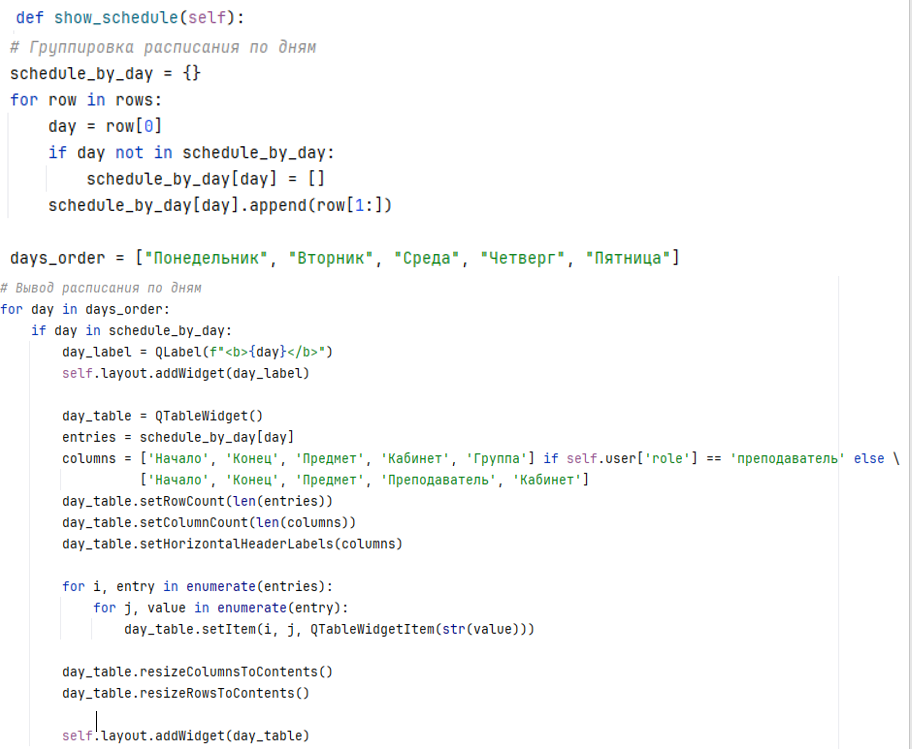 def show_schedule(self):
# Группировка расписания по дням
schedule_by_day = {}
for row in rows:
    day = row[0]
    if day not in schedule_by_day:
        schedule_by_day[day] = []
    schedule_by_day[day].append(row[1:])

days_order = ["Понедельник", "Вторник", "Среда", "Четверг", "Пятница"]
# Вывод расписания по дням
for day in days_order:
    if day in schedule_by_day:
        day_label = QLabel(f"<b>{day}</b>")
        self.layout.addWidget(day_label)

        day_table = QTableWidget()
        entries = schedule_by_day[day]
        columns = ['Начало', 'Конец', 'Предмет', 'Кабинет', 'Группа'] if self.user['role'] == 'преподаватель' else \
                  ['Начало', 'Конец', 'Предмет', 'Преподаватель', 'Кабинет']
        day_table.setRowCount(len(entries))
        day_table.setColumnCount(len(columns))
        day_table.setHorizontalHeaderLabels(columns)

        for i, entry in enumerate(entries):
            for j, value in enumerate(entry):
                day_table.setItem(i, j, QTableWidgetItem(str(value)))

        day_table.resizeColumnsToContents()
        day_table.resizeRowsToContents()

        self.layout.addWidget(day_table)